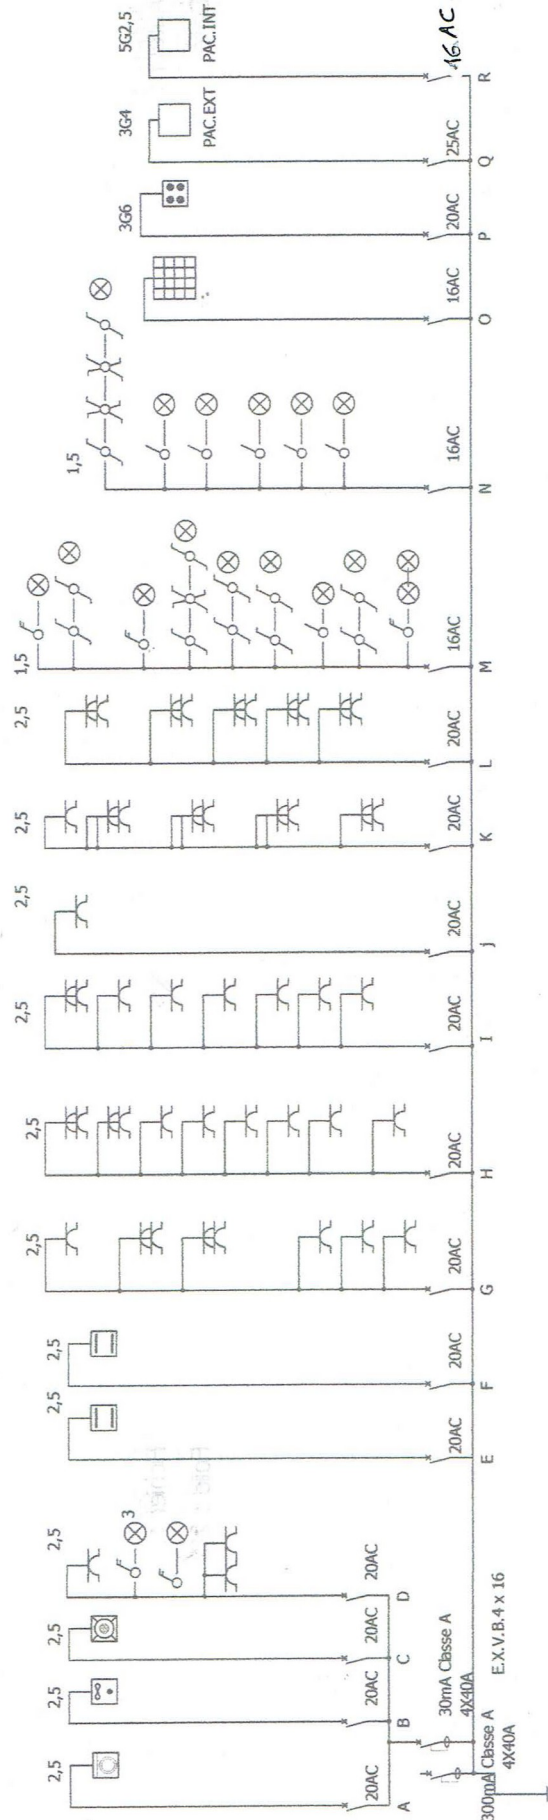 5G2,5
PAC.INT
16 AC
R
3G4
PAC.EXT
25AC
Q
3G6
20AC
P
16AC
O
1,5
16AC
N
1,5
16AC
M
2,5
20AC
L
2,5
20AC
K
2,5
20AC
j
2,5
20AC
I
2,5
20AC
H
2,5
20AC
G
2,5
20AC
F
2,5
20AC
E
2,5
3
20AC
D
2,5
20AC
C
2,5
20AC
B
2,5
20AC
A
30mA Classe A
4X40A
300mA Classe A
4X40A
E.X.V.B.4 x 16